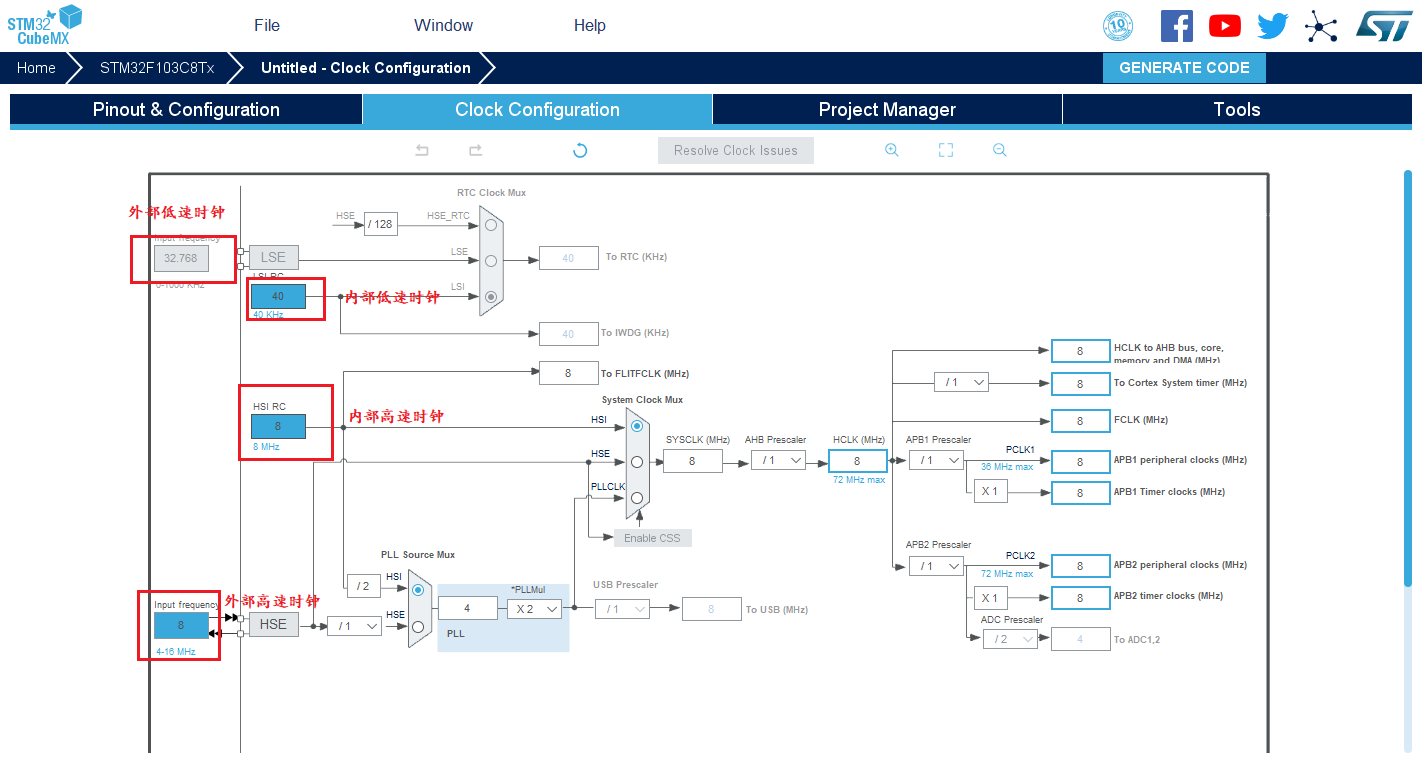 STM32
CubeMX
File
Window
Help
10
ST
Home
STM32F103C8Tx
Untitled - Clock Configuration
GENERATE CODE
Pinout & Configuration
Clock Configuration
Project Manager
Tools
Resolve Clock Issues
RTC Clock Mux
外部低速时钟
HSE
/ 128
HSE_RTC
Input frequency
32.768
LSE
LSE
40
To RTC (KHz)
0-1000 KHz
LSI RC
40
内部低速时钟
LSI
40 KHz
40
To IWDG (KHz)
8
To FLITFCLK (MHz)
HCLK to AHB bus, core,
memory and DMA (MHz)
8
/ 1
8
To Cortex System timer (MHz)
System Clock Mux
HSI RC
8
8 MHz
内部高速时钟
HSI
8
FCLK (MHz)
SYSCLK (MHz)
AHB Prescaler
HCLK (MHz)
APB1 Prescaler
PCLK1
HSE
8
/ 1
8
/ 1
36 MHz max
8
APB1 peripheral clocks (MHz)
72 MHz max
PLLCLK
X 1
8
APB1 Timer clocks (MHz)
Enable CSS
APB2 Prescaler
PCLK2
PLL Source Mux
/ 1
72 MHz max
8
APB2 peripheral clocks (MHz)
/ 2
HSI
*PLLMul
USB Prescaler
X 1
8
APB2 timer clocks (MHz)
外部高速时钟
Input frequency
8
HSE
4-16 MHz
/ 1
HSE
4
X 2
PLL
/ 1
8
To USB (MHz)
ADC Prescaler
/ 2
4
To ADC1,2